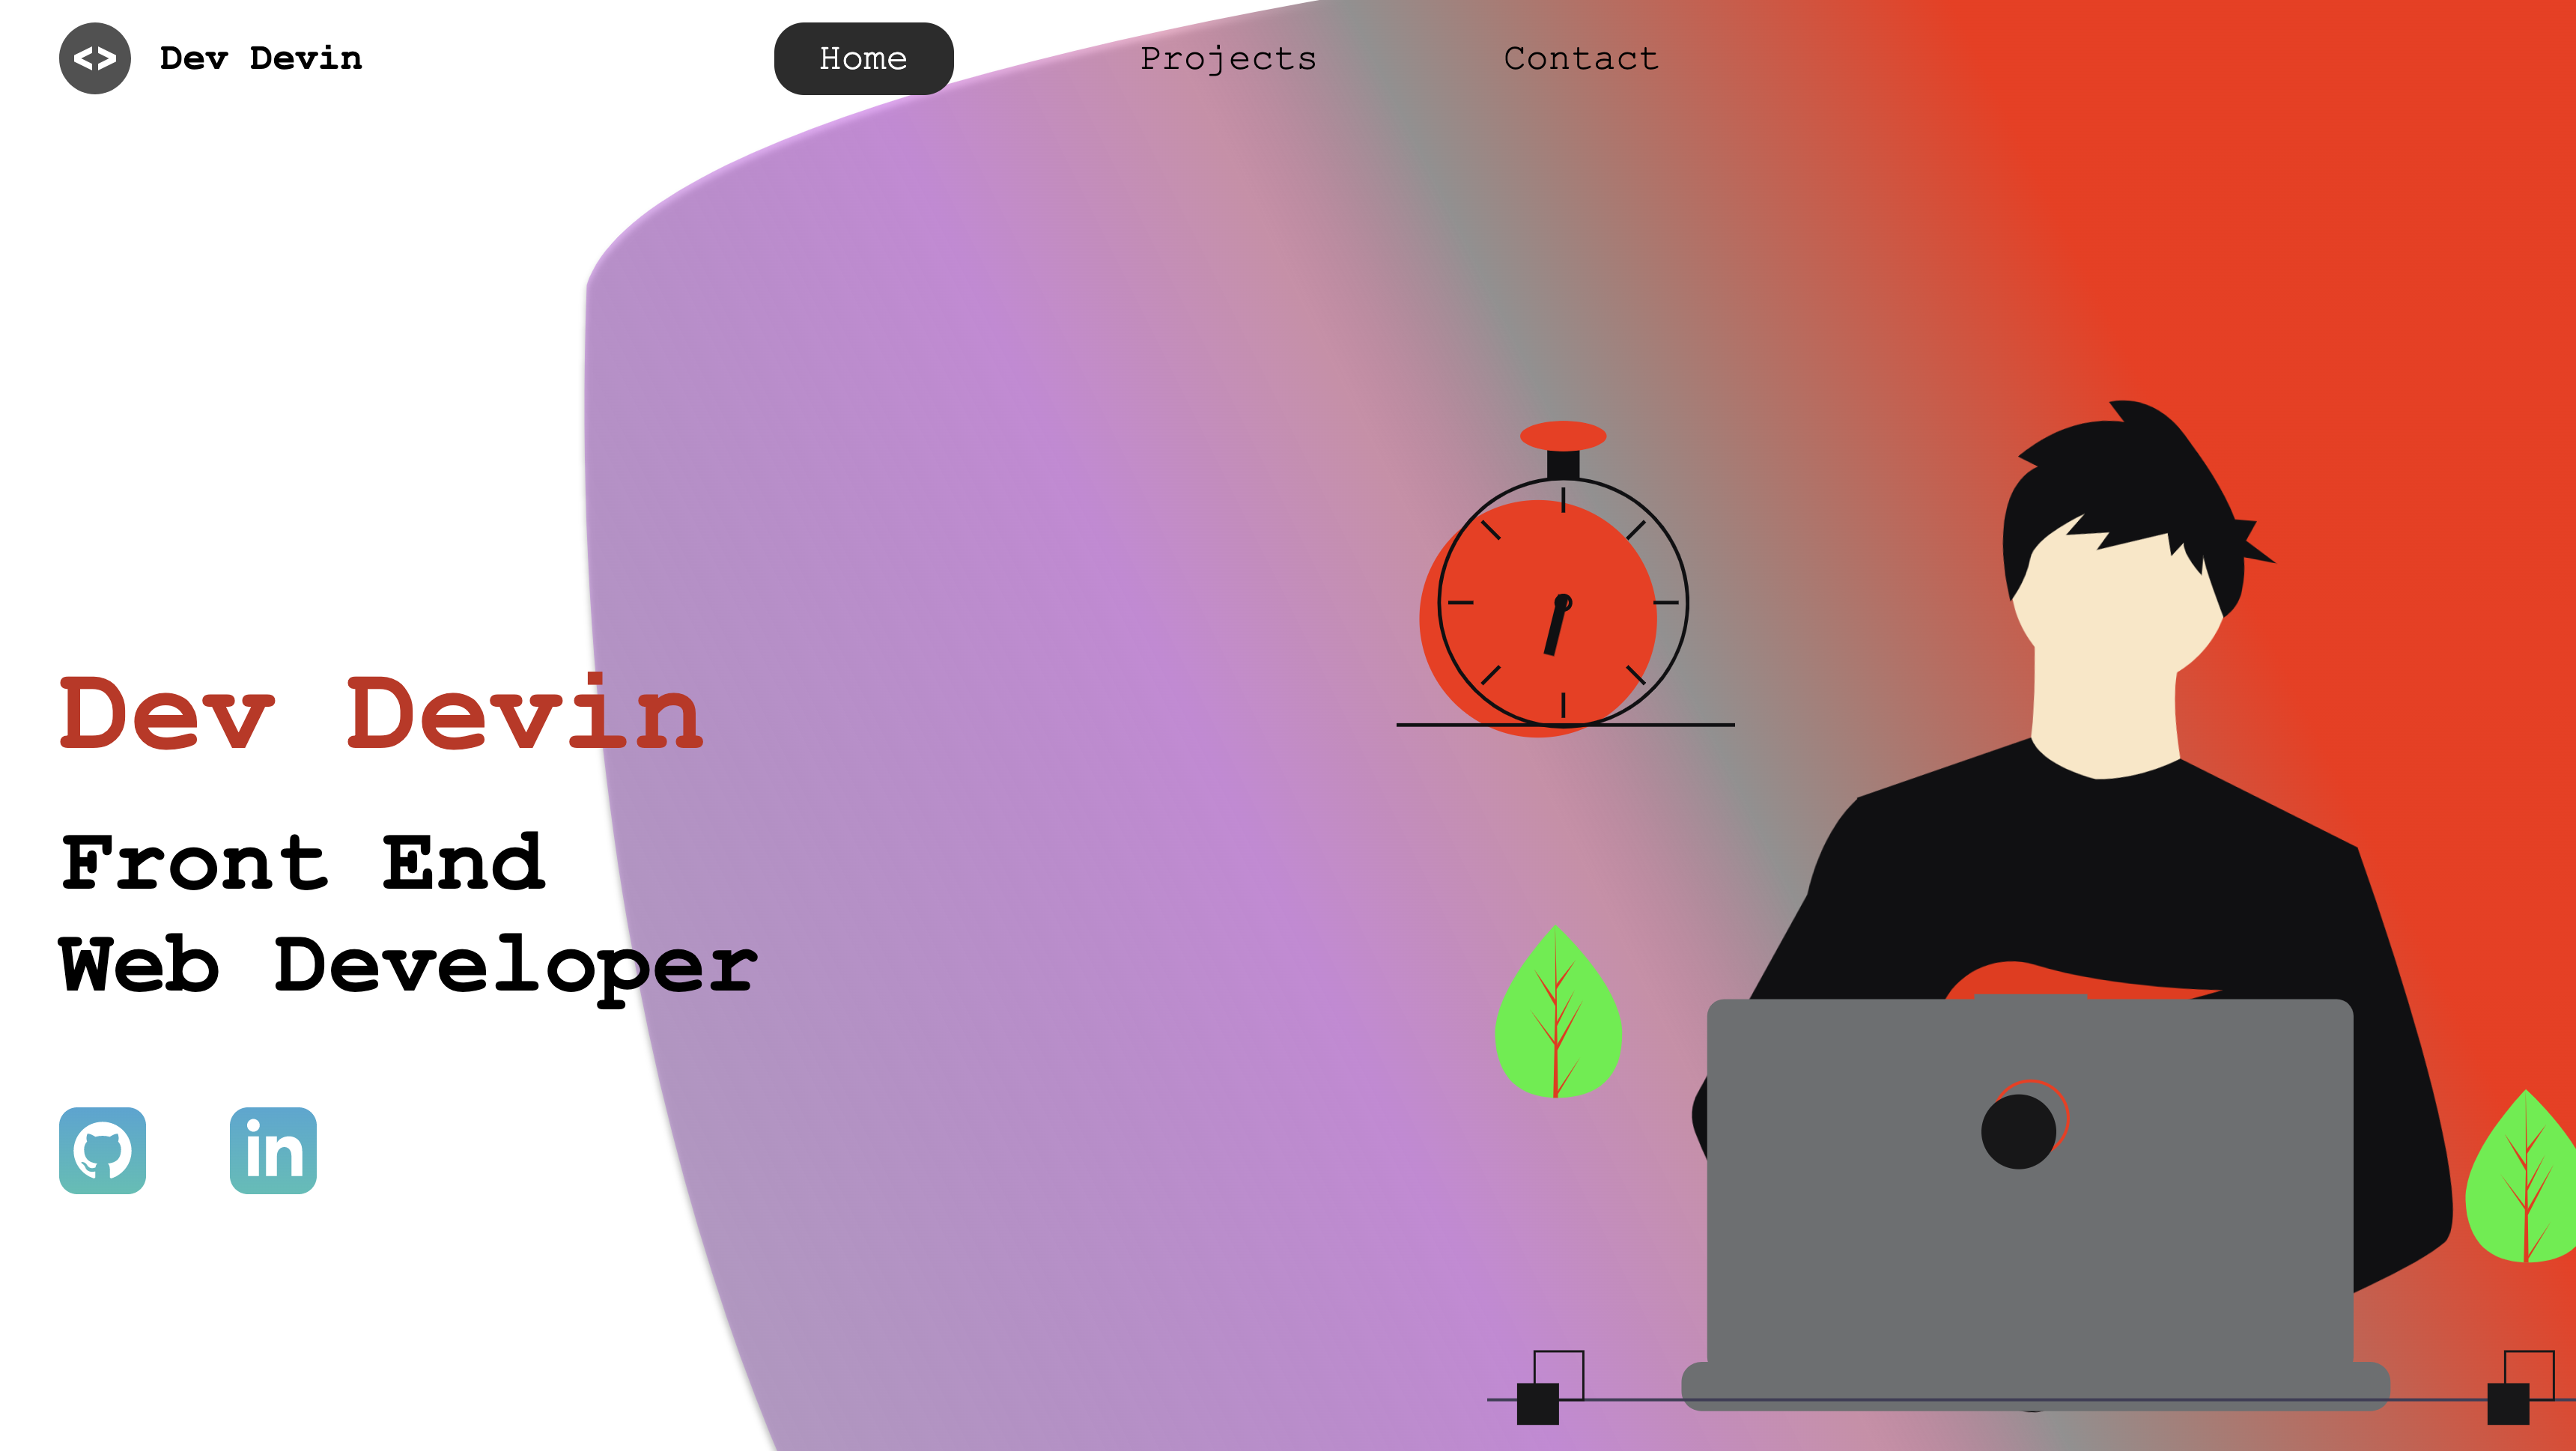 <> Dev Devin
Home
Projects
Contact
Dev Devin
Front End
Web Developer
in